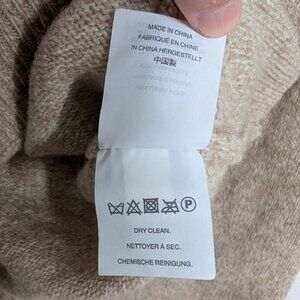 MADE IN CHINA
FABRIQUÉ EN CHINE
IN CHINA HERGESTELLT
中国製
P
DRY CLEAN.
NETTOYER À SEC.
CHEMISCHE REINIGUNG.